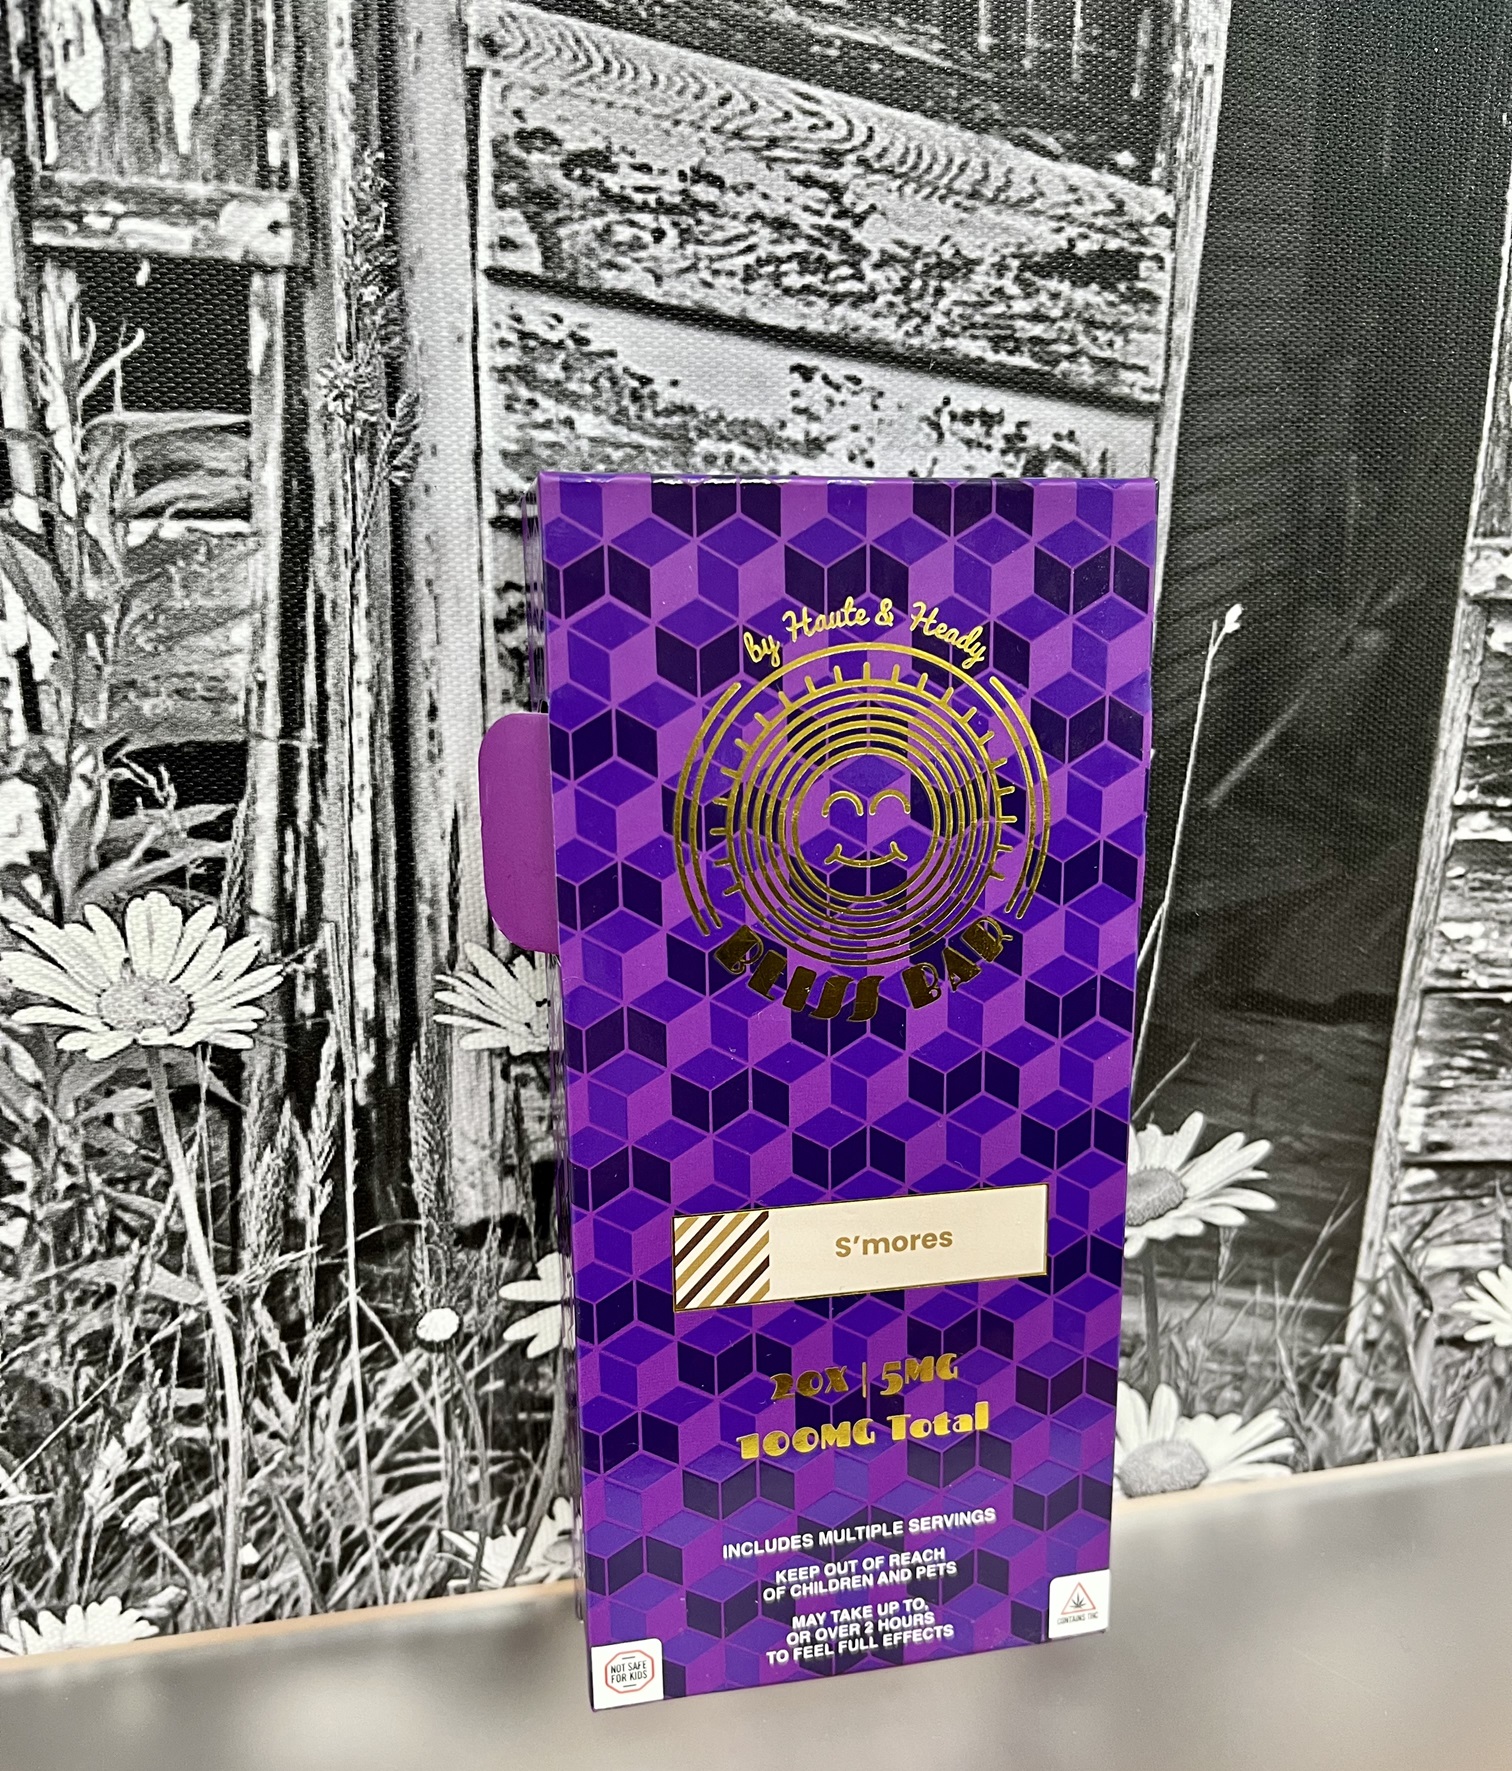 by Haute & Heady
BLISS BAR
S'mores
20X | 5MG
100MG Total
INCLUDES MULTIPLE SERVINGS
KEEP OUT OF REACH
OF CHILDREN AND PETS
MAY TAKE UP TO,
OR OVER 2 HOURS
TO FEEL FULL EFFECTS
CONTAINS THC
NOT SAFE
FOR KIDS